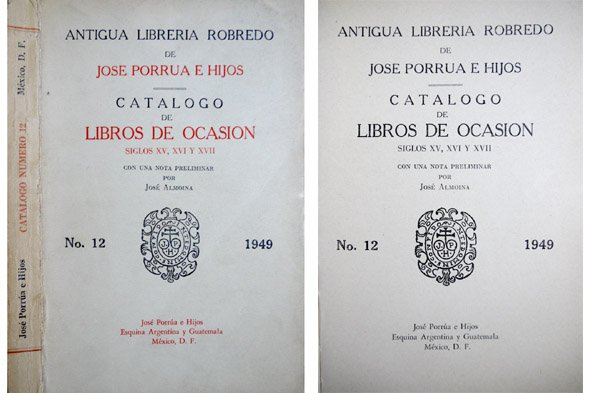 José Porrúa e Hijos
CATÁLOGO NÚMERO 12
México, D. F.
ANTIGUA LIBRERIA ROBREDO
DE
JOSE PORRUA E HIJOS
CATALOGO
DE
LIBROS DE OCASION
SIGLOS XV, XVI Y XVII
CON UNA NOTA PRELIMINAR
POR
JOSÉ ALMOINA
No. 12
1949
José Porrúa e Hijos
Esquina Argentina y Guatemala
México, D. F.
ANTIGUA LIBRERIA ROBREDO
DE
JOSE PORRUA E HIJOS
CATALOGO
DE
LIBROS DE OCASION
SIGLOS XV, XVI Y XVII
CON UNA NOTA PRELIMINAR
POR
JOSÉ ALMOINA
No. 12
1949
José Porrúa e Hijos
Esquina Argentina y Guatemala
México, D. F.